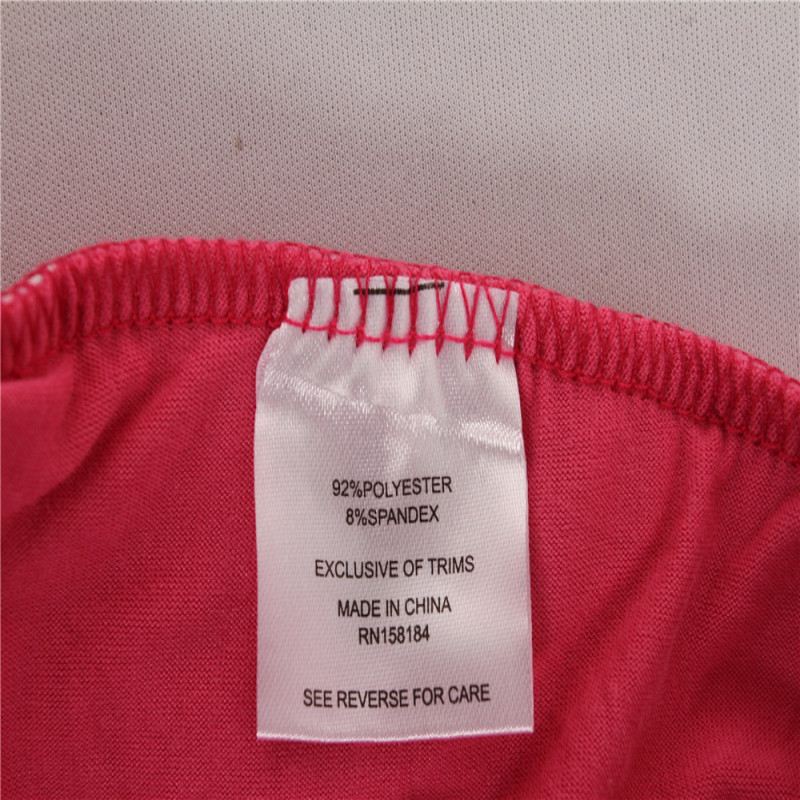 92%POLYESTER
8%SPANDEX
EXCLUSIVE OF TRIMS
MADE IN CHINA
RN158184
SEE REVERSE FOR CARE